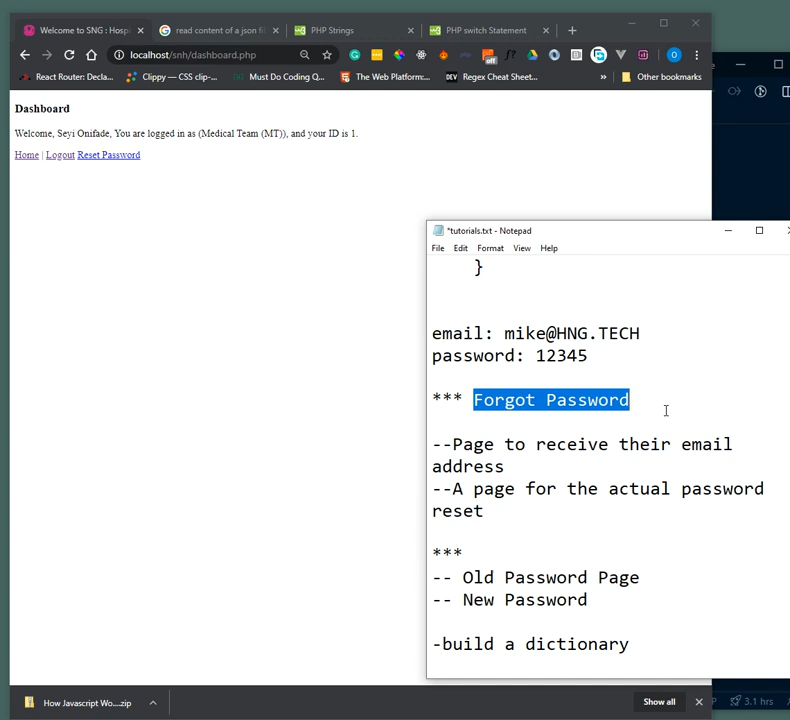 Welcome to SNG : Hosp
read content of a json fi
PHP Strings
PHP switch Statement
localhost/snh/dashboard.php
React Router: Decla...
Clippy — CSS clip-...
Must Do Coding Q...
The Web Platform:...
DEV
Regex Cheat Sheet...
»
Other bookmarks
Dashboard
Welcome, Seyi Onifade, You are logged in as (Medical Team (MT)), and your ID is 1.
Home | Logout Reset Password
*tutorials.txt - Notepad
File Edit Format View Help
}
email: mike@HNG.TECH
password: 12345
*** Forgot Password
--Page to receive their email
address
--A page for the actual password
reset
***
-- Old Password Page
-- New Password
-build a dictionary
How Javascript Wo....zip
Show all
3.1 hrs